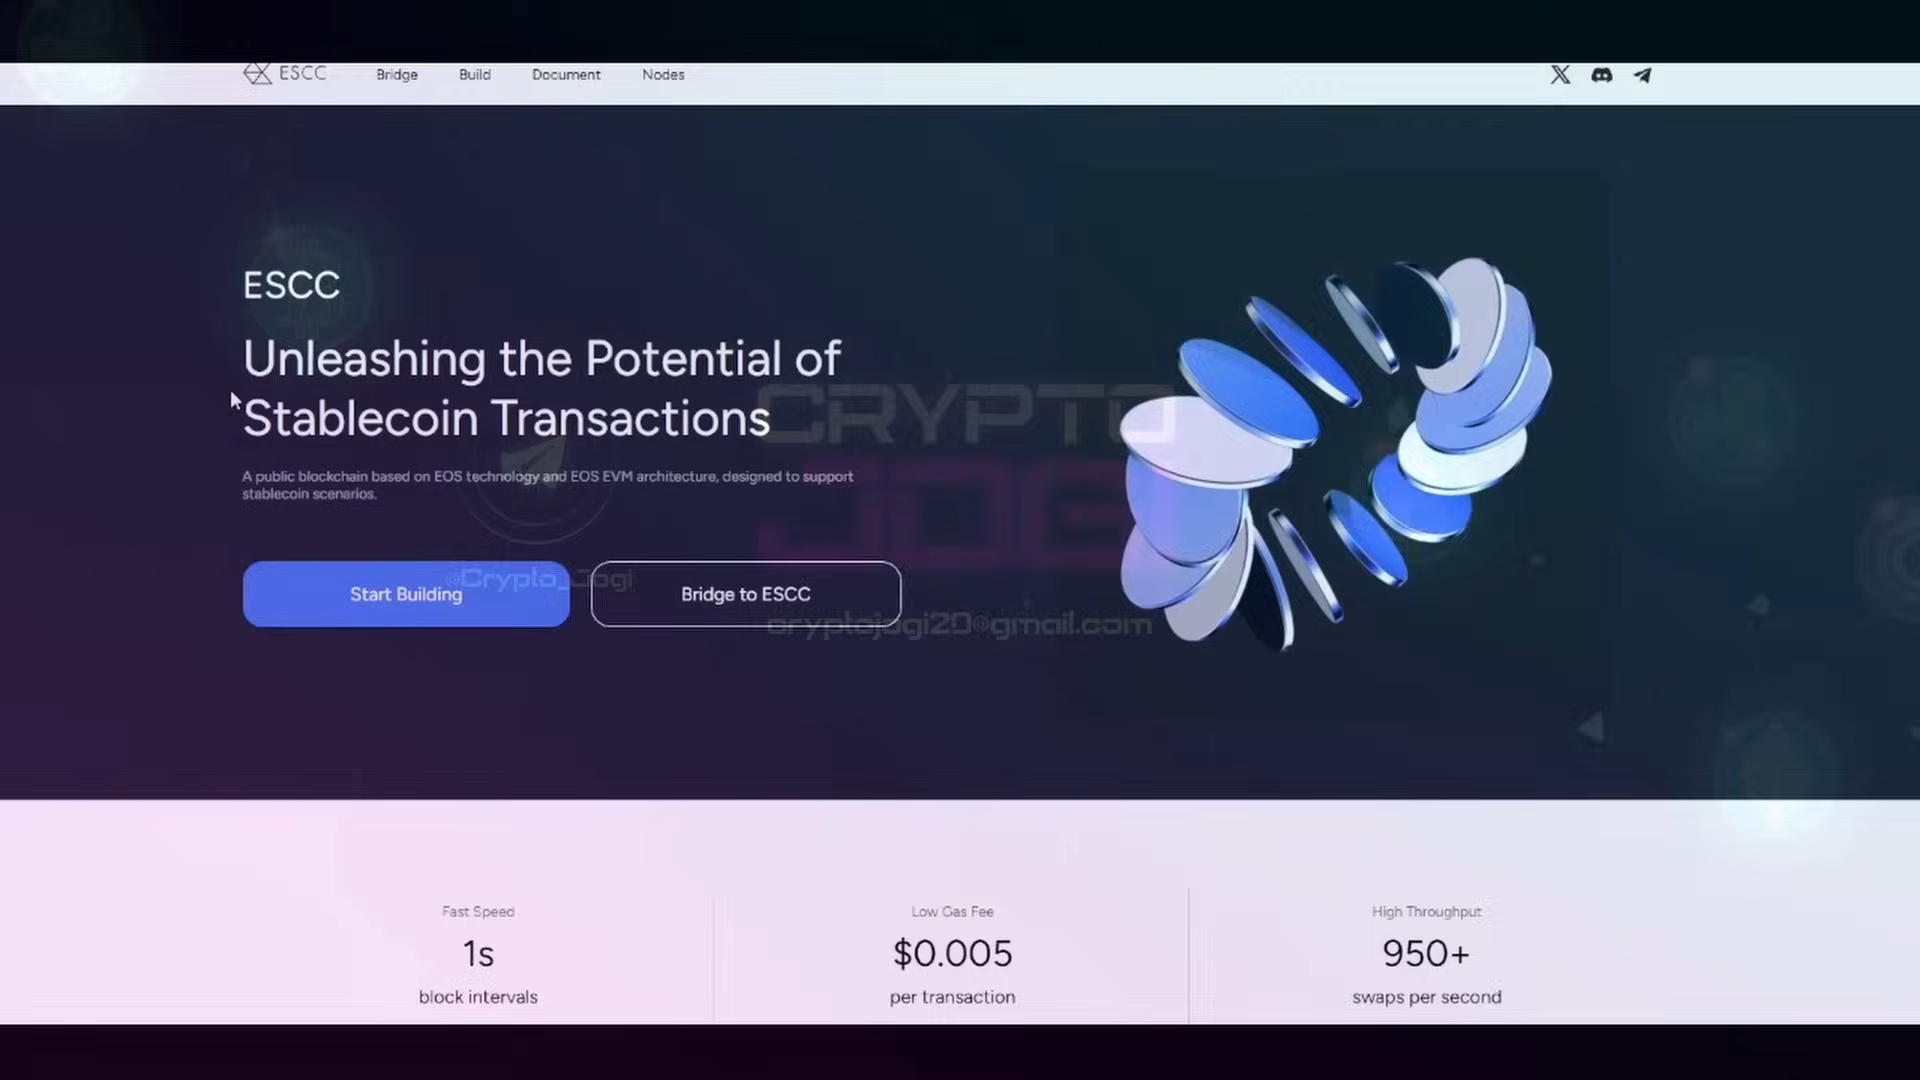 ESCC
Bridge
Build
Document
Nodes
ESCC
Unleashing the Potential of
Stablecoin Transactions
A public blockchain based on EOS technology and EOS EVM architecture, designed to support
stablecoin scenarios.
CRYPTO
JOGI
@Crypto_Jogi
Start Building
Bridge to ESCC
cryptojogi20@gmail.com
Fast Speed
1s
block intervals
Low Gas Fee
$0.005
per transaction
High Throughput
950+
swaps per second